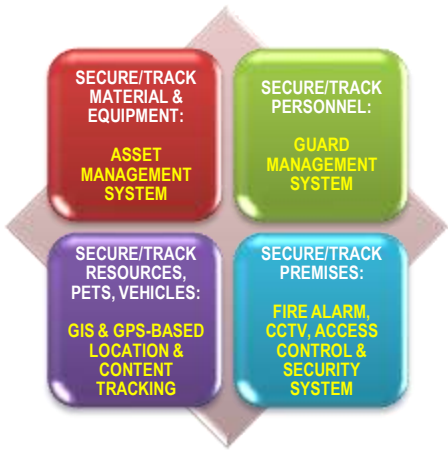 SECURE/TRACK
MATERIAL &
EQUIPMENT:
ASSET
MANAGEMENT
SYSTEM
SECURE/TRACK
PERSONNEL:
GUARD
MANAGEMENT
SYSTEM
SECURE/TRACK
RESOURCES,
PETS, VEHICLES:
GIS & GPS-BASED
LOCATION &
CONTENT
TRACKING
SECURE/TRACK
PREMISES:
FIRE ALARM,
CCTV, ACCESS
CONTROL &
SECURITY
SYSTEM